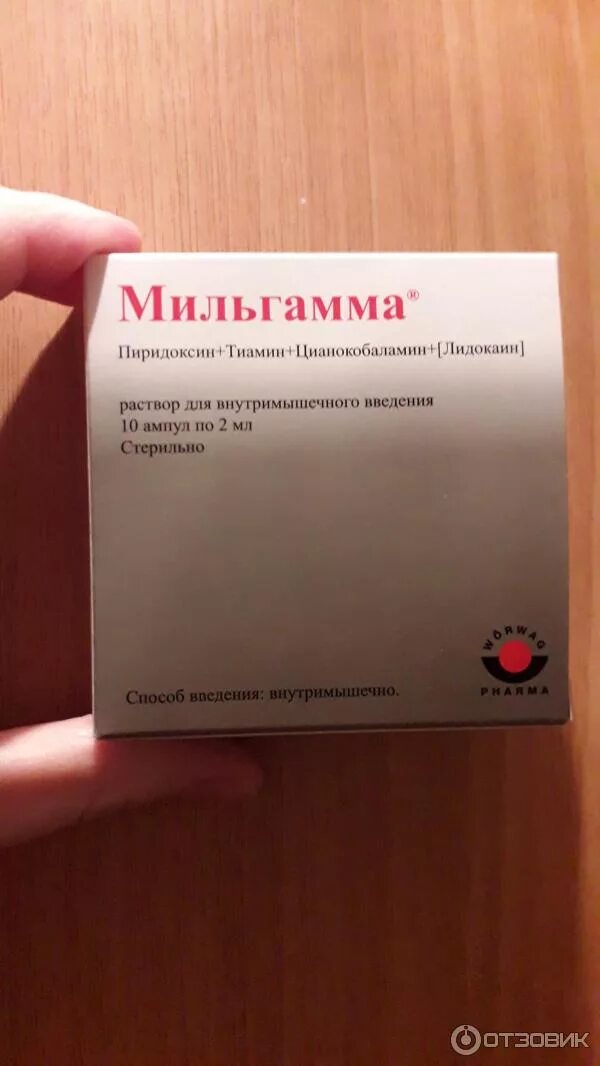 Мильгамма®
Пиридоксин+Тиамин+Цианокобаламин+[Лидокаин]
раствор для внутримышечного введения
10 ампул по 2 мл
Стерильно
WÖRWAG
PHARMA
Способ введения: внутримышечно.
ОТЗОВИК